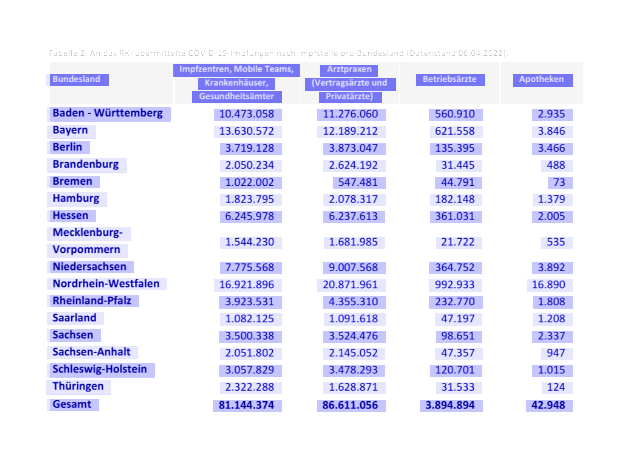 Tabelle 2: An das RKI übermittelte COVID-19-Impfungen nach Impfstelle pro Bundesland (Datenstand 06.04.2022).
Bundesland Impfzentren, Mobile Teams, Krankenhäuser, Gesundheitsämter Arztpraxen (Vertragsärzte und Privatärzte) Betriebsärzte Apotheken
Baden - Württemberg 10.473.058 11.276.060 560.910 2.935
Bayern 13.630.572 12.189.212 621.558 3.846
Berlin 3.719.128 3.873.047 135.395 3.466
Brandenburg 2.050.234 2.624.192 31.445 488
Bremen 1.022.002 547.481 44.791 73
Hamburg 1.823.795 2.078.317 182.148 1.379
Hessen 6.245.978 6.237.613 361.031 2.005
Mecklenburg-
Vorpommern 1.544.230 1.681.985 21.722 535
Niedersachsen 7.775.568 9.007.568 364.752 3.892
Nordrhein-Westfalen 16.921.896 20.871.961 992.933 16.890
Rheinland-Pfalz 3.923.531 4.355.310 232.770 1.808
Saarland 1.082.125 1.091.618 47.197 1.208
Sachsen 3.500.338 3.524.476 98.651 2.337
Sachsen-Anhalt 2.051.802 2.145.052 47.357 947
Schleswig-Holstein 3.057.829 3.478.293 120.701 1.015
Thüringen 2.322.288 1.628.871 31.533 124
Gesamt 81.144.374 86.611.056 3.894.894 42.948